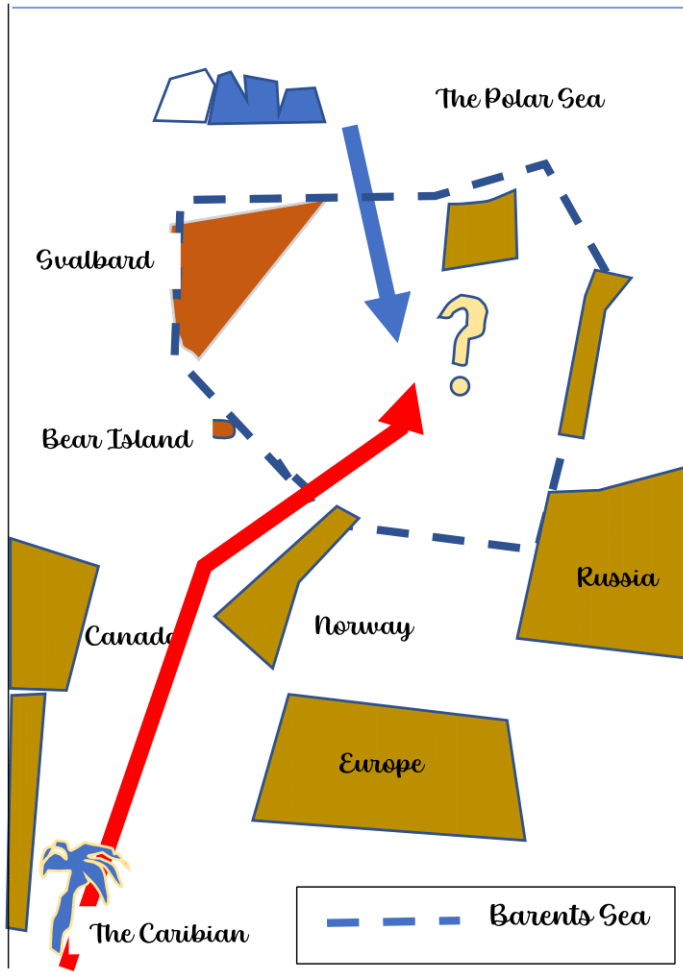 The Polar Sea
Svalbard
?
Bear Island
Russia
Canada
Norway
Europe
Barents Sea
The Caribian